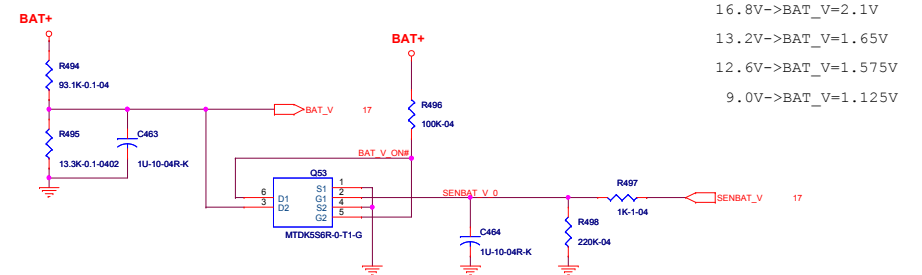 16.8V->BAT_V=2.1V
BAT+
13.2V->BAT_V=1.65V
BAT+
12.6V->BAT_V=1.575V
R494
93.1K-0.1-04
9.0V->BAT_V=1.125V
R496
100K-04
BAT_V 17
R495
C463
13.3K-0.1-0402
1U-10-04R-K
BAT_V_ON#
Q53
R497
6 D1 S1 1
3 D2 G1 2
S2 4
G2 5
SENBAT_V_0
SENBAT_V 17
1K-1-04
R498
220K-04
MTDK5S6R-0-T1-G
C464
1U-10-04R-K